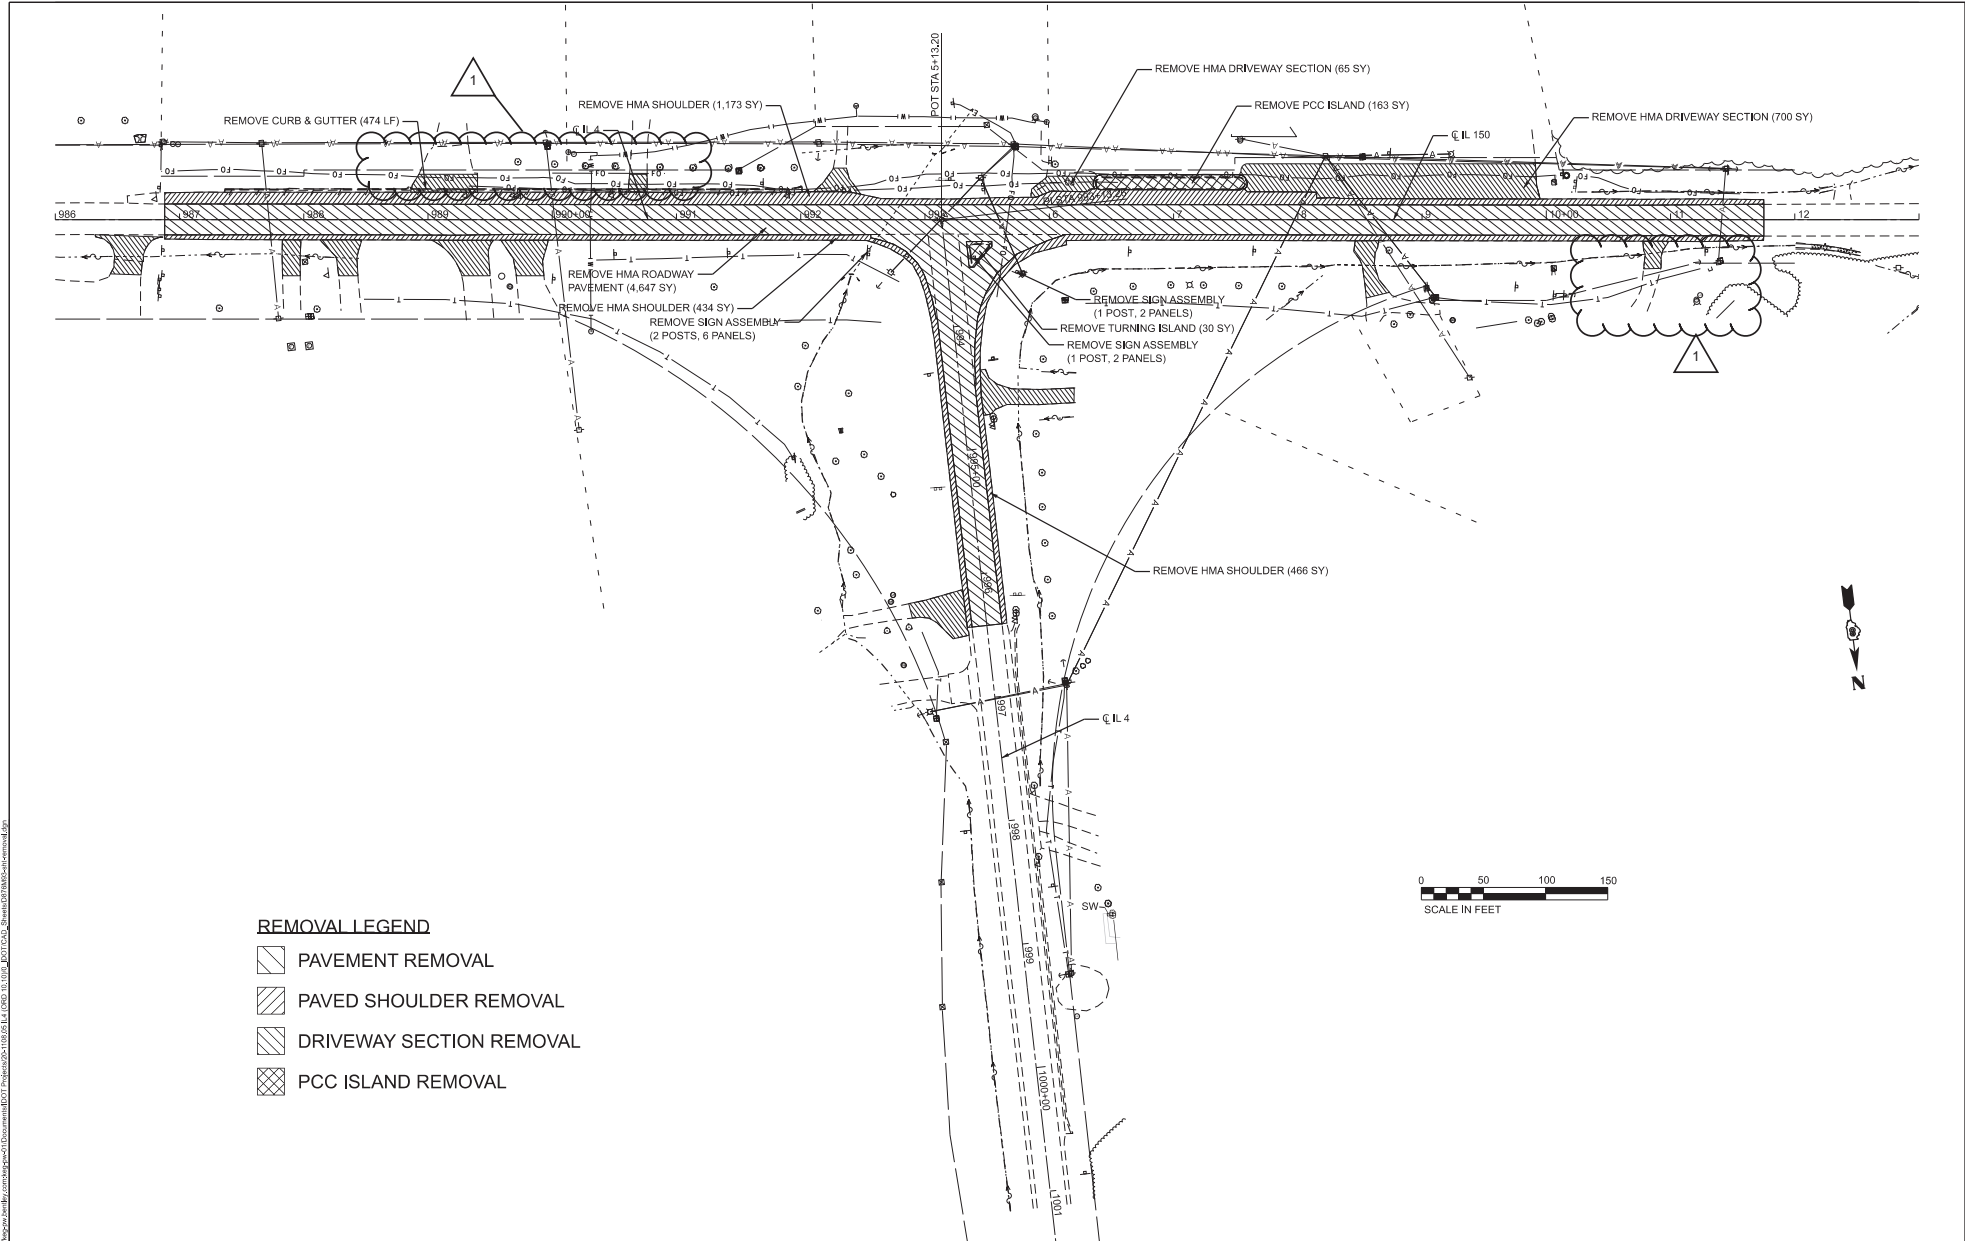 POT STA 5+13.20
1
REMOVE HMA DRIVEWAY SECTION (65 SY)
REMOVE HMA SHOULDER (1,173 SY)
REMOVE PCC ISLAND (163 SY)
REMOVE CURB & GUTTER (474 LF)
REMOVE HMA DRIVEWAY SECTION (700 SY)
℄ IL 4
℄ IL 150
986
987
988
989
990+00
991
992
6
7
8
9
10+00
11
12
REMOVE HMA ROADWAY
PAVEMENT (4,647 SY)
REMOVE HMA SHOULDER (434 SY)
REMOVE SIGN ASSEMBLY
(2 POSTS, 6 PANELS)
REMOVE SIGN ASSEMBLY
(1 POST, 2 PANELS)
REMOVE TURNING ISLAND (30 SY)
REMOVE SIGN ASSEMBLY
(1 POST, 2 PANELS)
1
994
995+00
996
REMOVE HMA SHOULDER (466 SY)
N
997
℄ IL 4
998
SW
999
1000+00
1001
0 50 100 150
SCALE IN FEET
REMOVAL LEGEND
PAVEMENT REMOVAL
PAVED SHOULDER REMOVAL
DRIVEWAY SECTION REMOVAL
PCC ISLAND REMOVAL